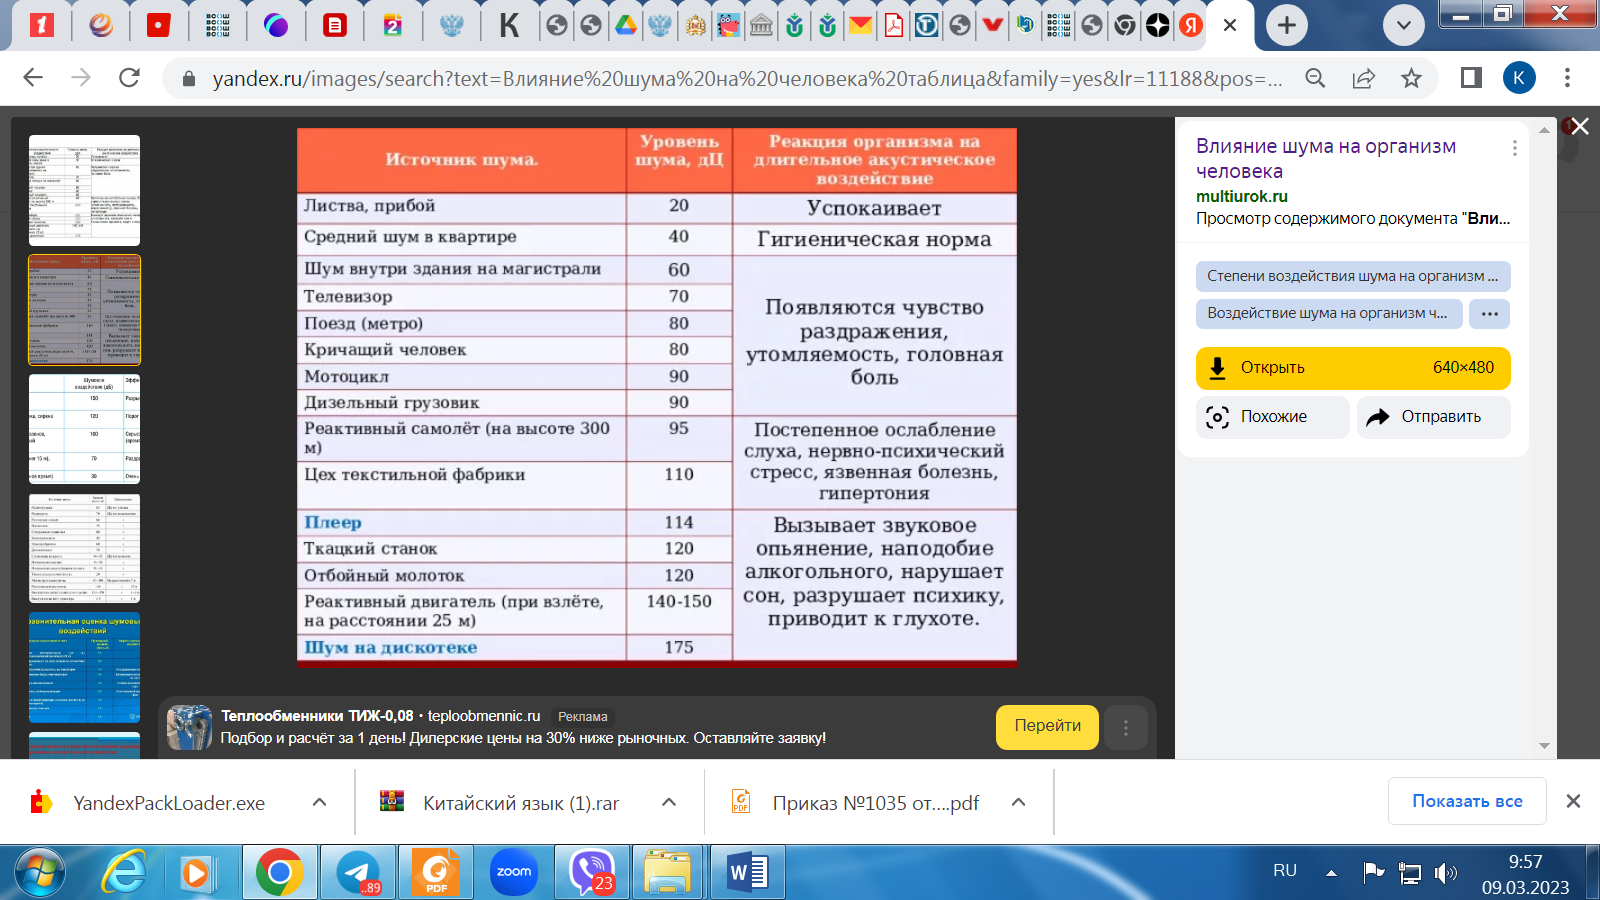 yandex.ru/images/search?text=Влияние%20шума%20на%20человека%20таблица&family=yes&lr=11188&pos=...
К
Источник шума.
Уровень шума, дЦ
Реакция организма на длительное акустическое воздействие
Листва, прибой
20
Успокаивает
Средний шум в квартире
40
Гигиеническая норма
Шум внутри здания на магистрали
60
Появляются чувство
раздражения,
утомляемость, головная
боль
Телевизор
70
Поезд (метро)
80
Кричащий человек
80
Мотоцикл
90
Дизельный грузовик
90
Реактивный самолёт (на высоте 300
м)
95
Постепенное ослабление
слуха, нервно-психический
стресс, язвенная болезнь,
гипертония
Цех текстильной фабрики
110
Плеер
114
Вызывает звуковое
опьянение, наподобие
алкогольного, нарушает
сон, разрушает психику,
приводит к глухоте.
Ткацкий станок
120
Отбойный молоток
120
Реактивный двигатель (при взлёте,
на расстоянии 25 м)
140-150
Шум на дискотеке
175
Влияние шума на организм
человека
multiurok.ru
Просмотр содержимого документа "Вли...
Степени воздействия шума на организм ...
Воздействие шума на организм ч...
Открыть
640×480
Похожие
Отправить
Теплообменники ТИЖ-0,08 • teploobmennic.ru
Реклама
Подбор и расчёт за 1 день! Дилерские цены на 30% ниже рыночных. Оставляйте заявку!
Перейти
YandexPackLoader.exe
Китайский язык (1).rar
Приказ №1035 от....pdf
Показать все
..89
PDF
zoom
23
RU
9:57
09.03.2023